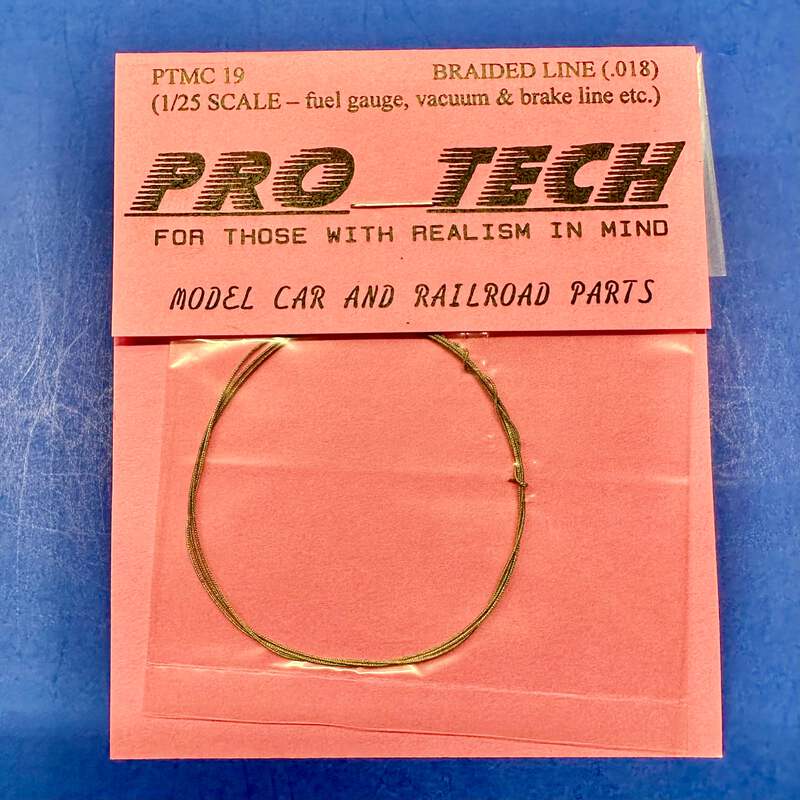 PTMC 19 BRAIDED LINE (.018)
(1/25 SCALE – fuel gauge, vacuum & brake line etc.)
PRO TECH
FOR THOSE WITH REALISM IN MIND
MODEL CAR AND RAILROAD PARTS